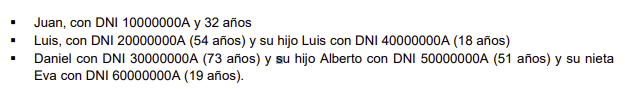 ▪ Juan, con DNI 10000000A y 32 años
▪ Luis, con DNI 20000000A (54 años) y su hijo Luis con DNI 40000000A (18 años)
▪ Daniel con DNI 30000000A (73 años) y su hijo Alberto con DNI 50000000A (51 años) y su nieta
Eva con DNI 60000000A (19 años).